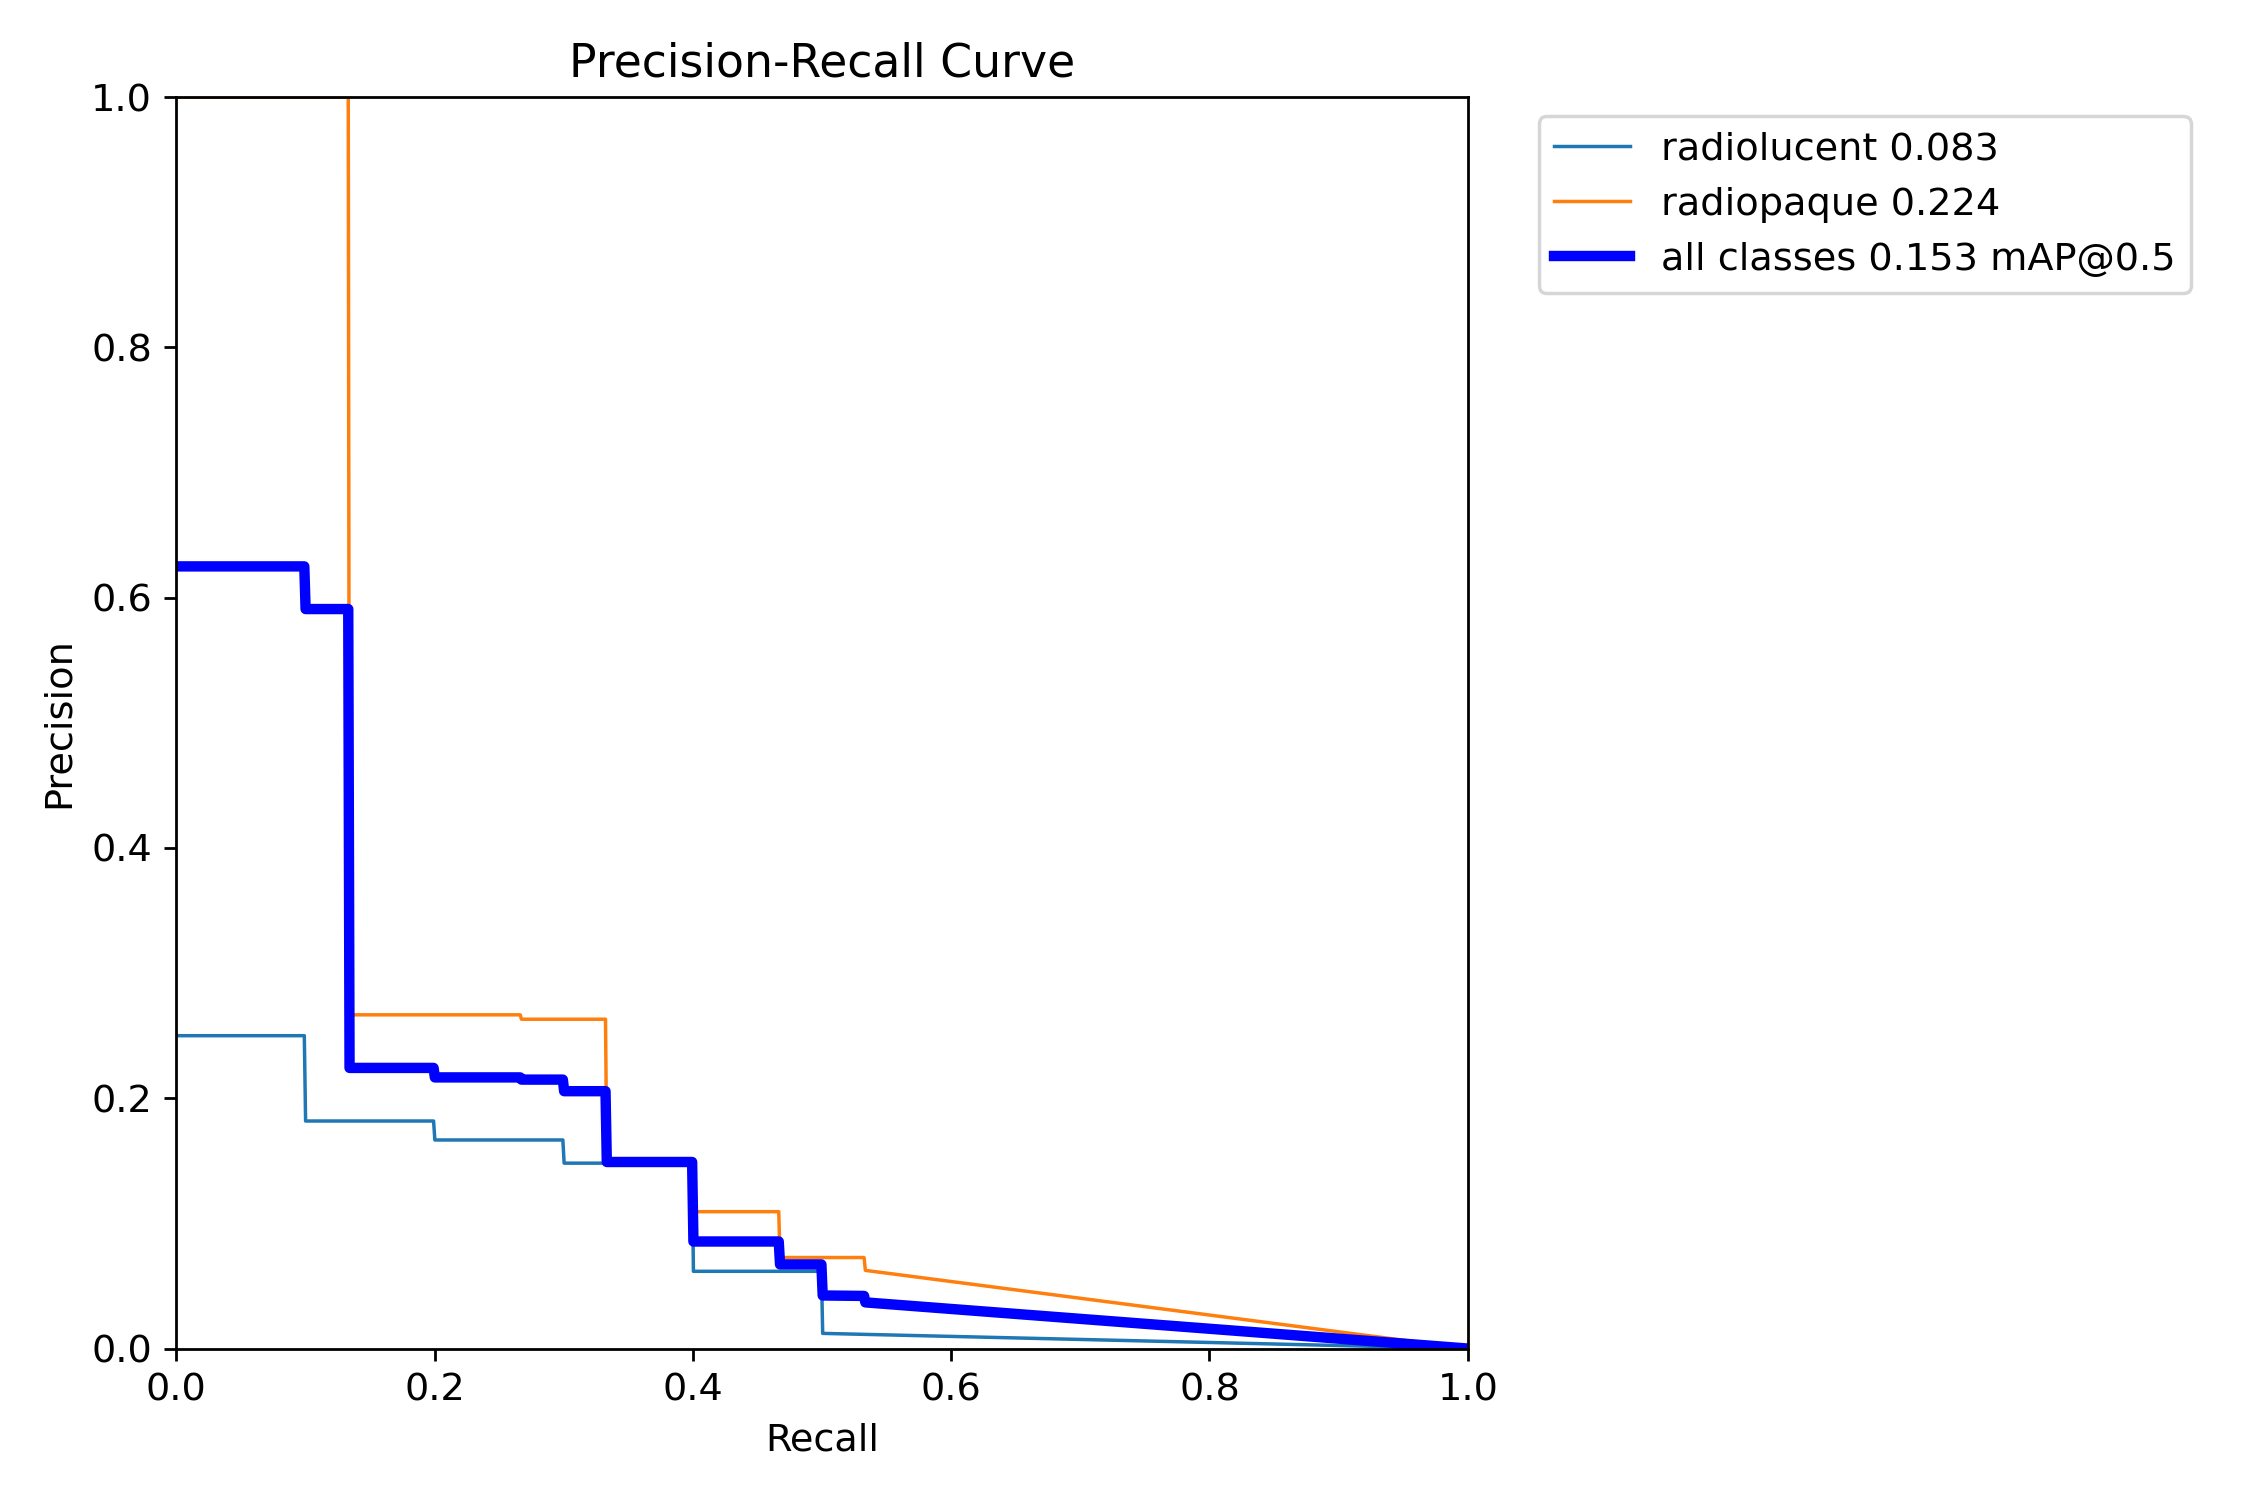 Precision-Recall Curve
1.0
0.8
0.6
0.4
0.2
0.0
Precision
0.0 0.2 0.4 0.6 0.8 1.0
Recall
radiolucent 0.083
radiopaque 0.224
all classes 0.153 mAP@0.5